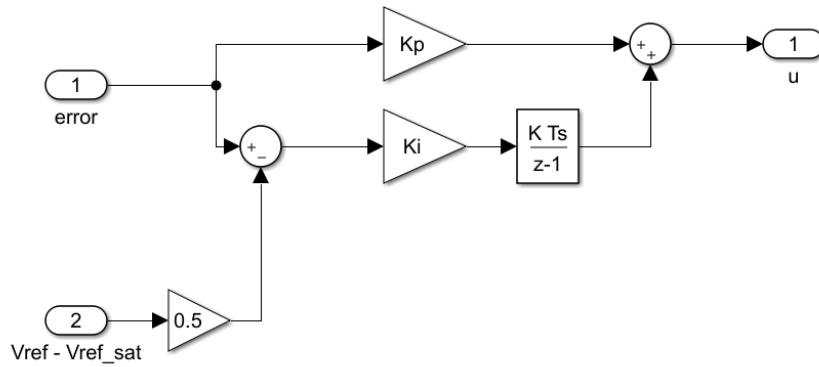 Kp
1
error
+
+
1
u
+
−
Ki
K Ts
z-1
2
Vref - Vref_sat
0.5